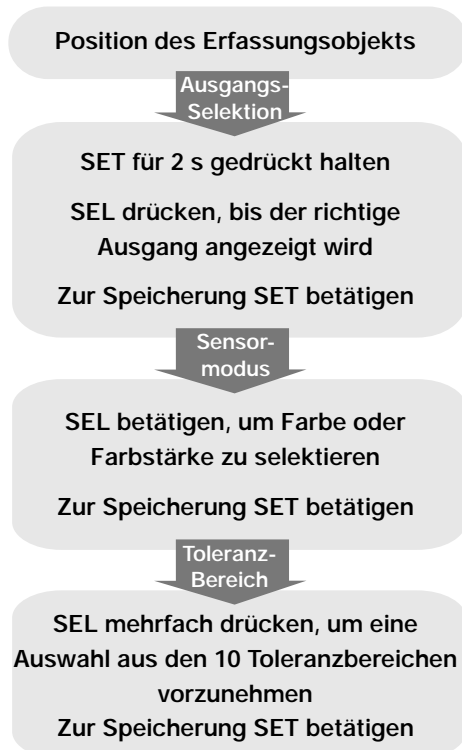 Position des Erfassungsobjekts
Ausgangs-
Selektion
SET für 2 s gedrückt halten
SEL drücken, bis der richtige
Ausgang angezeigt wird
Zur Speicherung SET betätigen
Sensor-
modus
SEL betätigen, um Farbe oder
Farbstärke zu selektieren
Zur Speicherung SET betätigen
Toleranz-
Bereich
SEL mehrfach drücken, um eine
Auswahl aus den 10 Toleranzbereichen
vorzunehmen
Zur Speicherung SET betätigen